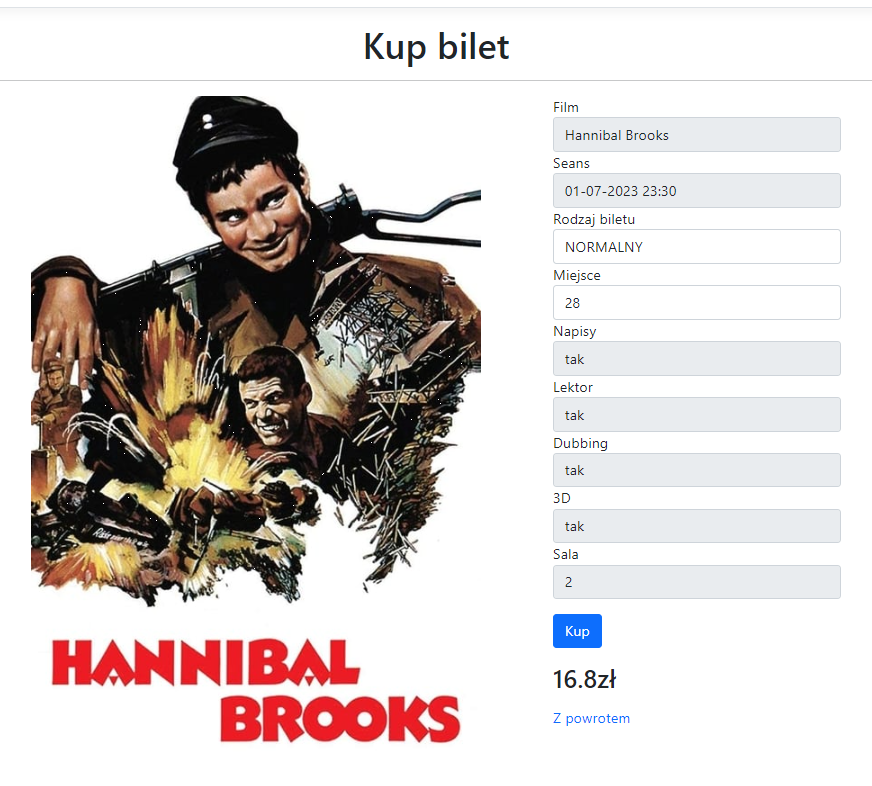 Kup bilet
Film
Hannibal Brooks
Seans
01-07-2023 23:30
Rodzaj biletu
NORMALNY
Miejsce
28
Napisy
tak
Lektor
tak
Dubbing
tak
3D
tak
Sala
2
Kup
16.8zł
Z powrotem
HANNIBAL
BROOKS